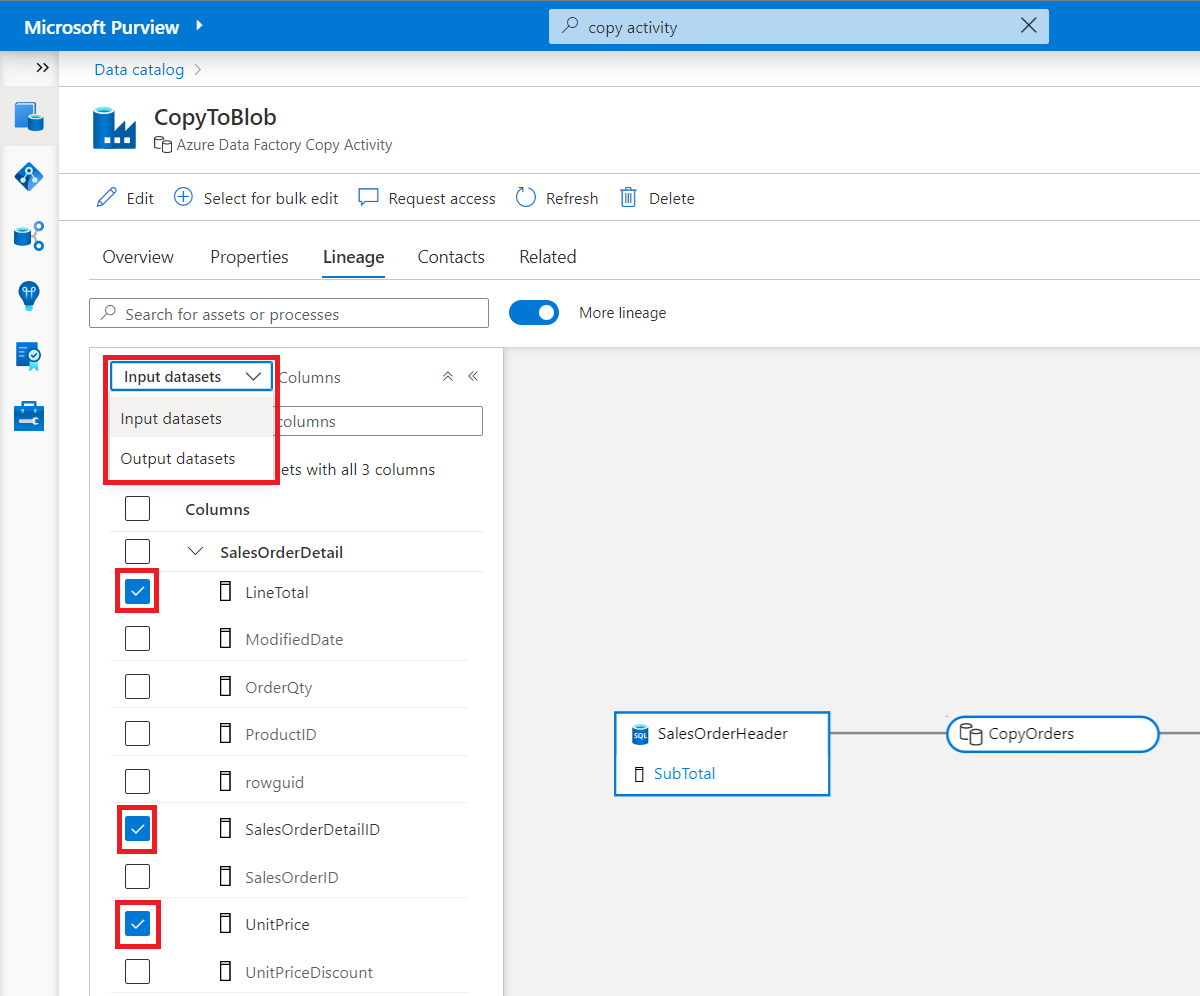 Microsoft Purview
copy activity
Data catalog
CopyToBlob
Azure Data Factory Copy Activity
Edit Select for bulk edit Request access Refresh Delete
Overview Properties Lineage Contacts Related
Search for assets or processes More lineage
Input datasets Columns
Input datasets columns
Output datasets ets with all 3 columns
Columns
SalesOrderDetail
LineTotal
ModifiedDate
OrderQty
ProductID
rowguid
SalesOrderDetailID
SalesOrderID
UnitPrice
UnitPriceDiscount
SQL SalesOrderHeader
SubTotal
CopyOrders